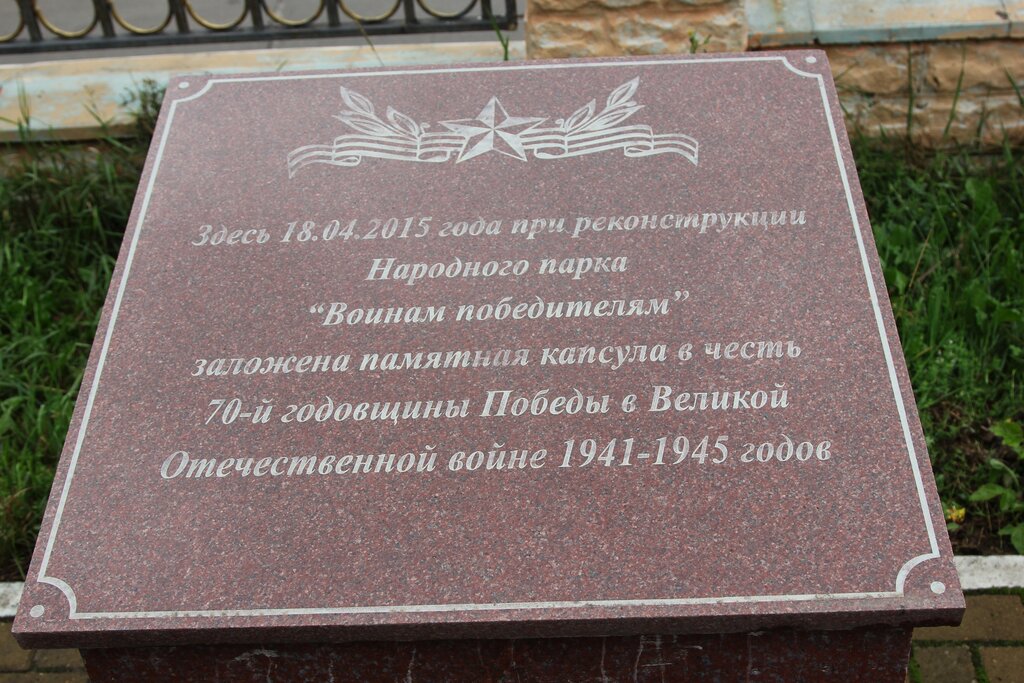 Здесь 18.04.2015 года при реконструкции
Народного парка
“Воинам победителям”
заложена памятная капсула в честь
70-й годовщины Победы в Великой
Отечественной войне 1941-1945 годов